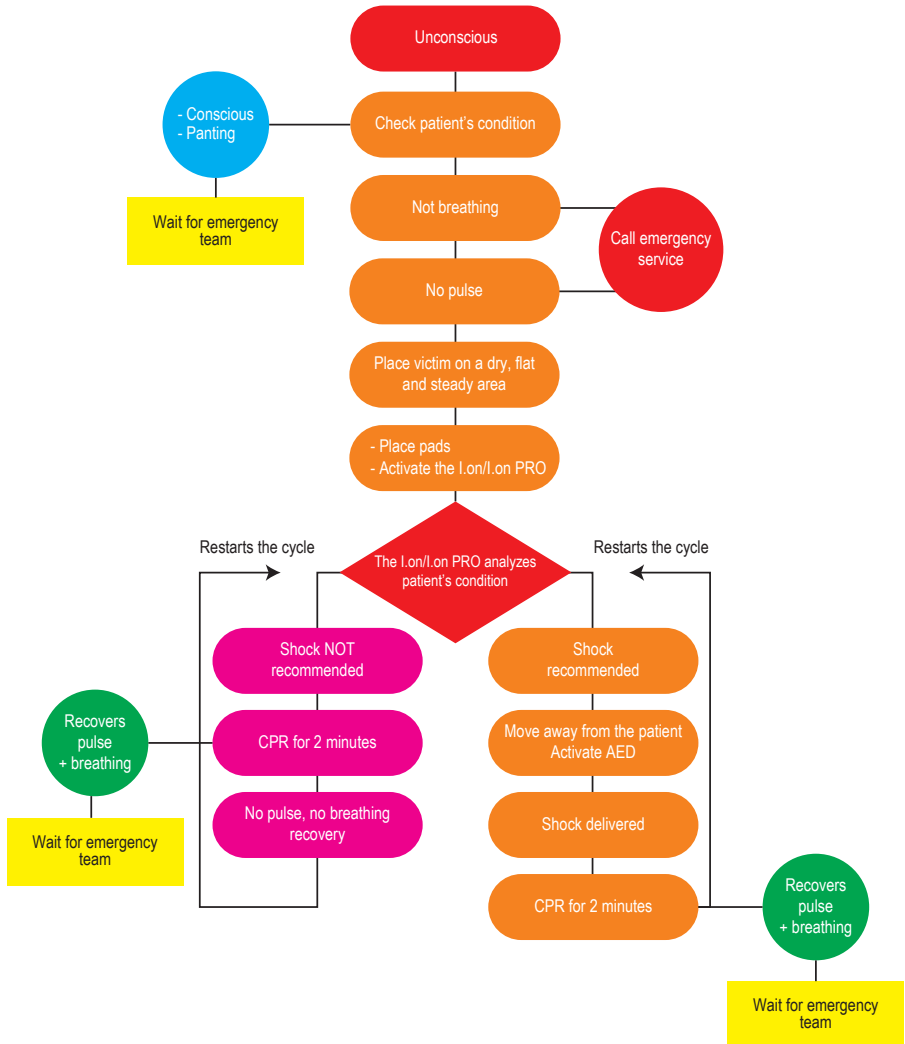 Unconscious
- Conscious
- Panting
Check patient's condition
Wait for emergency
team
Not breathing
Call emergency
service
No pulse
Place victim on a dry, flat
and steady area
- Place pads
- Activate the I.on/I.on PRO
Restarts the cycle
The I.on/I.on PRO analyzes
patient's condition
Restarts the cycle
Shock NOT
recommended
CPR for 2 minutes
No pulse, no breathing
recovery
Recovers
pulse
+ breathing
Wait for emergency
team
Shock
recommended
Move away from the patient
Activate AED
Shock delivered
CPR for 2 minutes
Recovers
pulse
+ breathing
Wait for emergency
team